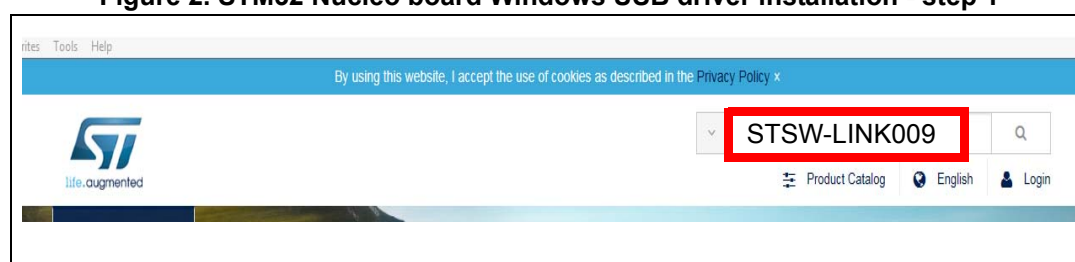 Figure 2. STM32 Nucleo board Windows USB driver installation - step 1
rites Tools Help
By using this website, I accept the use of cookies as described in the Privacy Policy x
STSW-LINK009
life.augmented
Product Catalog English Login